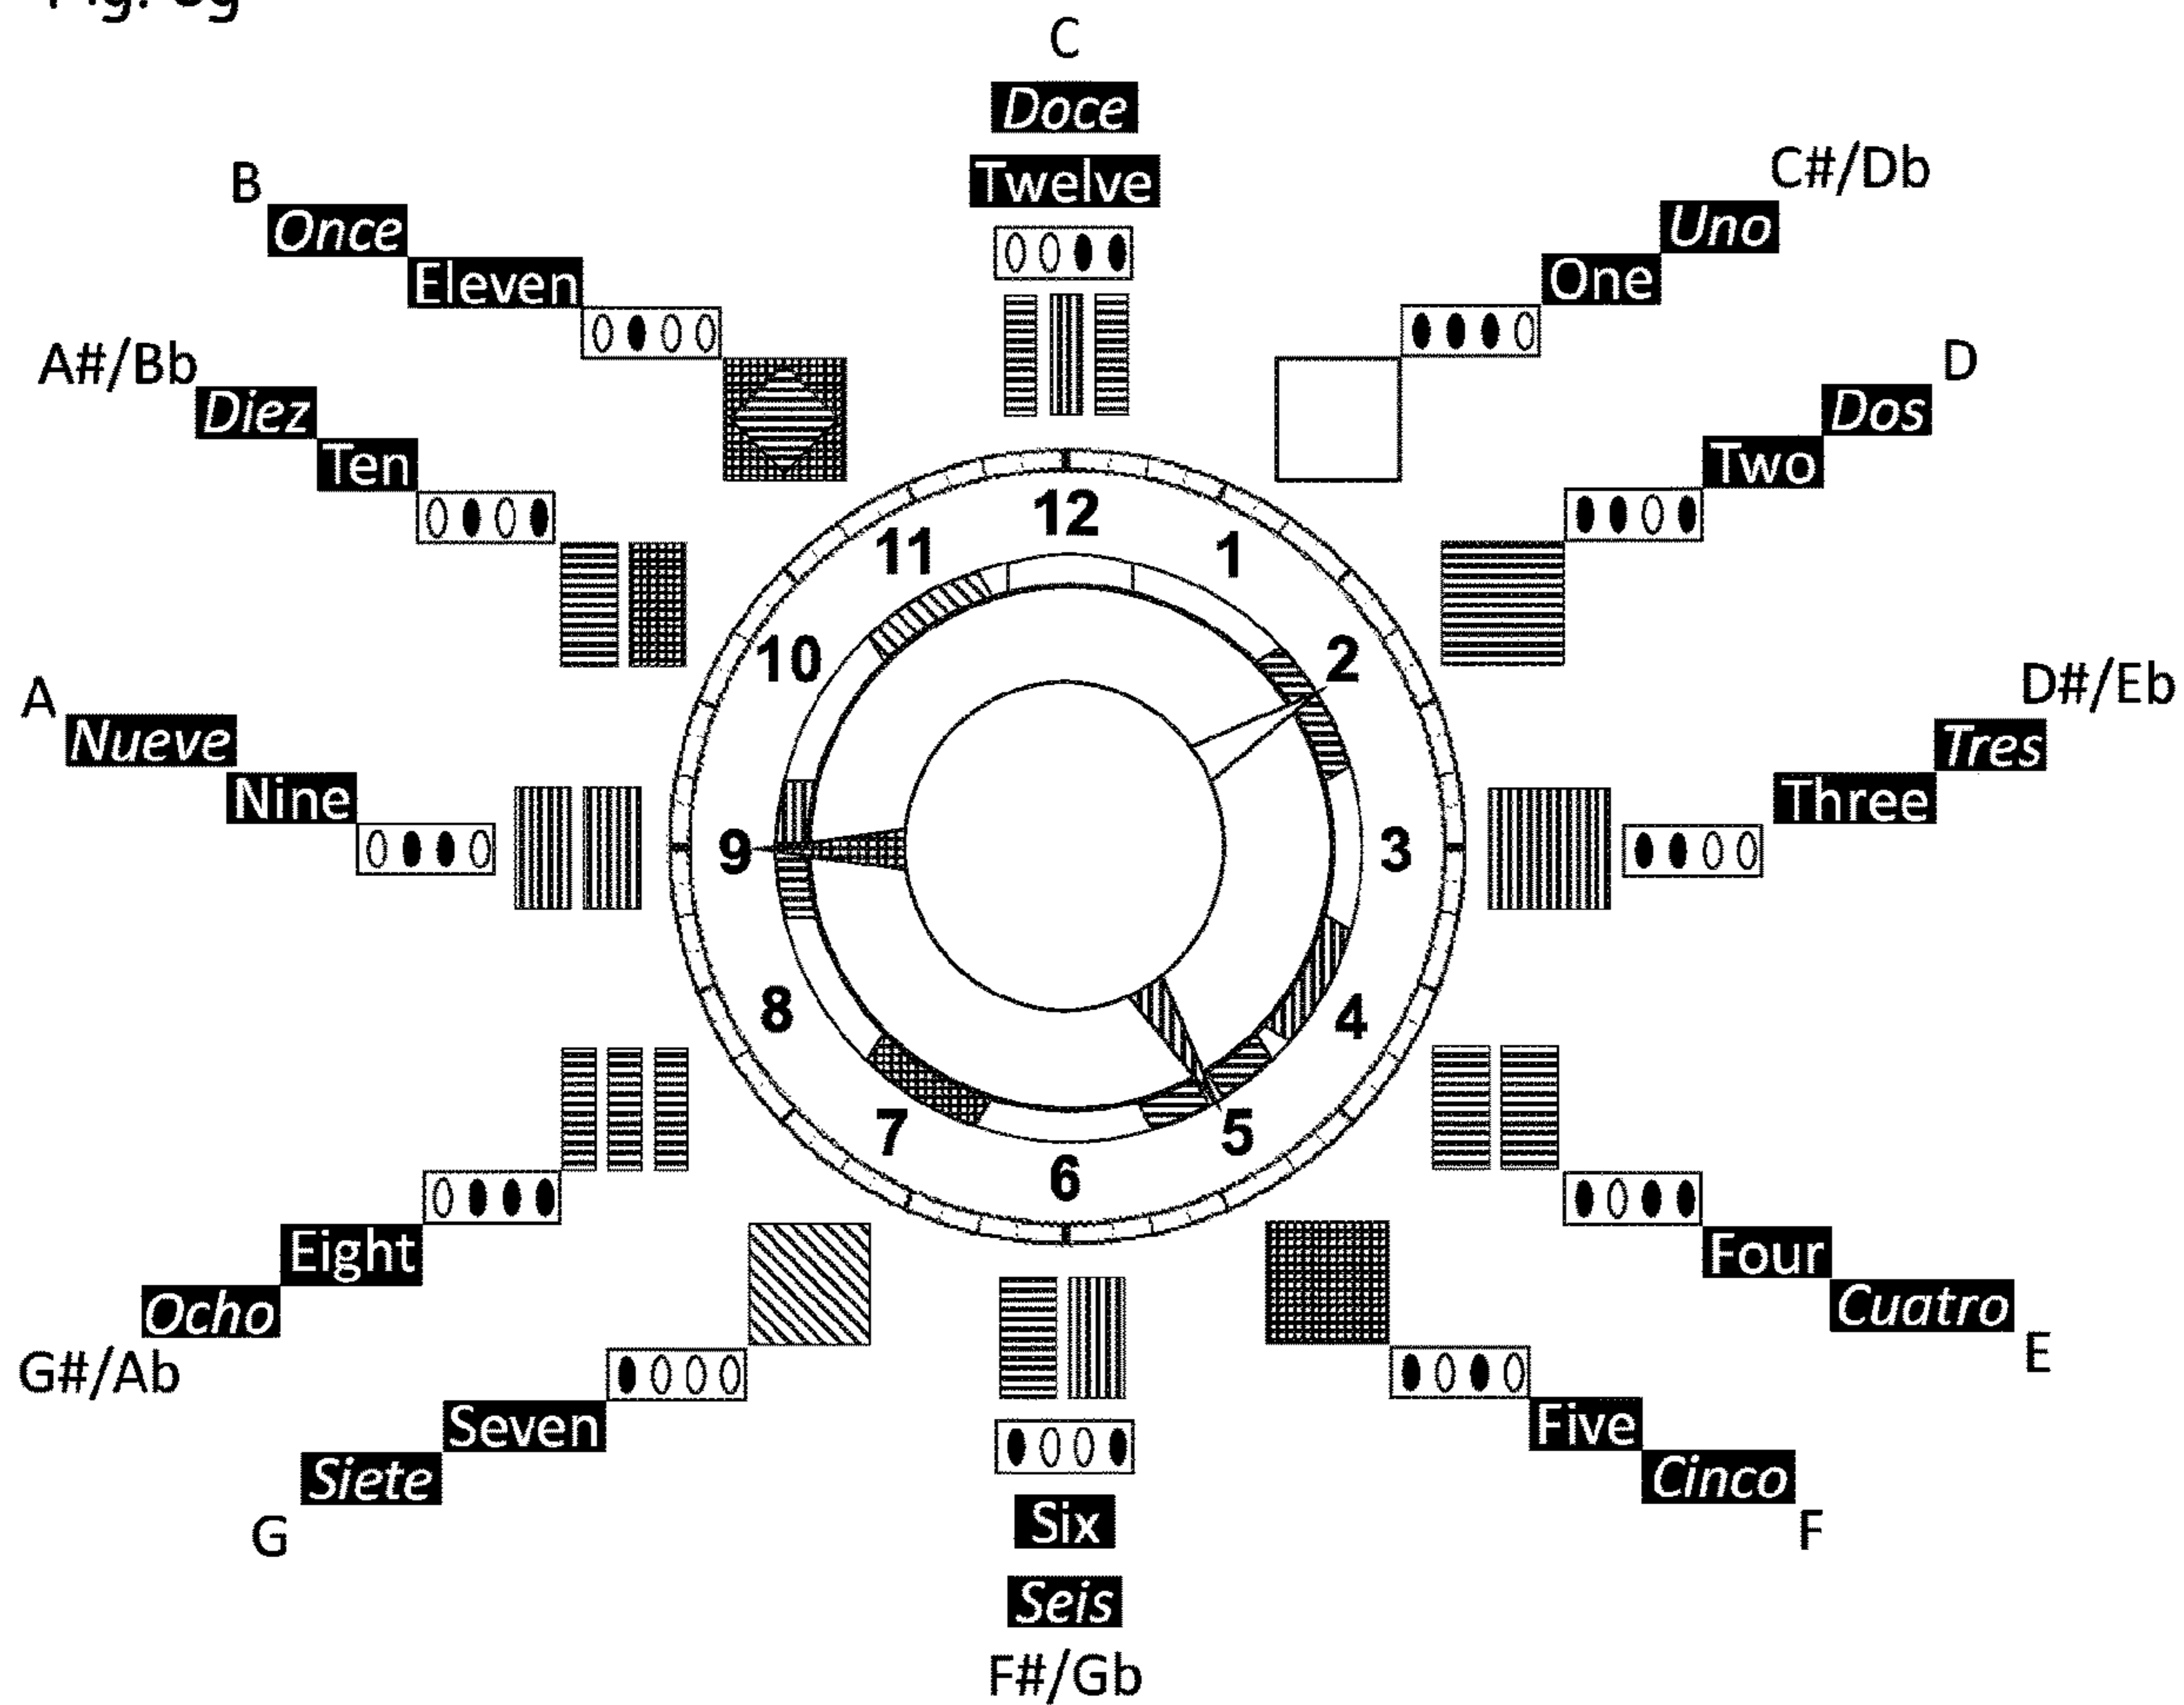 C
Doce
Twelve
C#/Db
Uno
One
D
Dos
Two
D#/Eb
Tres
Three
Four
Cuatro
E
Five
Cinco
F
Six
Seis
F#/Gb
Seven
Siete
G
Eight
Ocho
G#/Ab
A
Nueve
Nine
A#/Bb
Diez
Ten
B
Once
Eleven
12
1
2
3
4
5
6
7
8
9
10
11